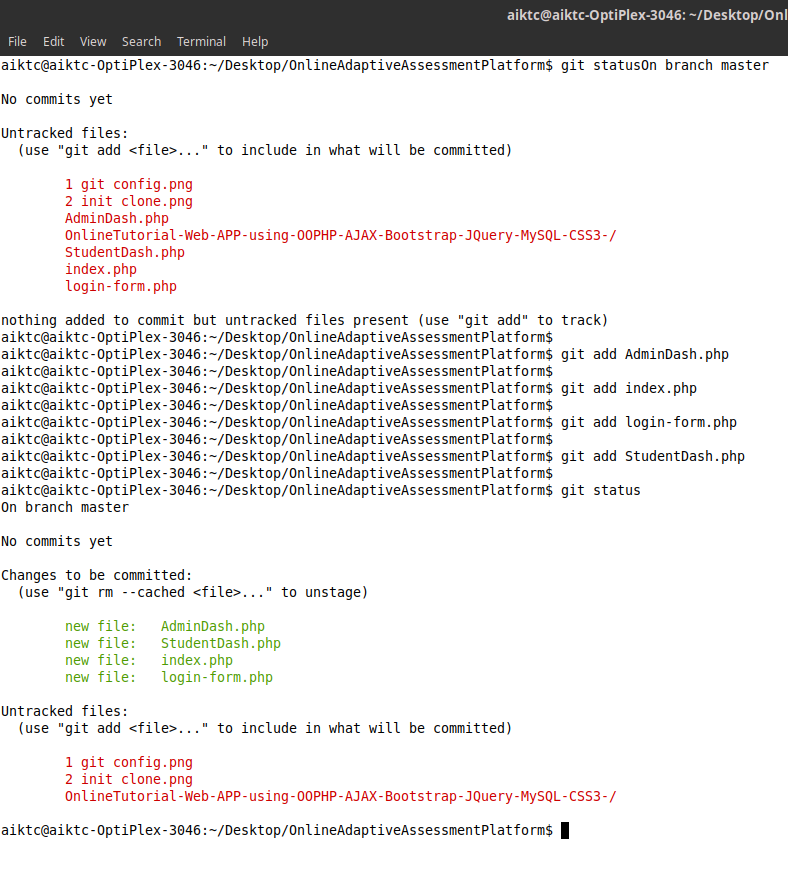 aiktc@aiktc-OptiPlex-3046: ~/Desktop/Onl
File Edit View Search Terminal Help
aiktc@aiktc-OptiPlex-3046:~/Desktop/OnlineAdaptiveAssessmentPlatform$ git statusOn branch master
No commits yet
Untracked files:
(use "git add <file>..." to include in what will be committed)
1 git config.png
2 init clone.png
AdminDash.php
OnlineTutorial-Web-APP-using-OOPHP-AJAX-Bootstrap-JQuery-MySQL-CSS3-/
StudentDash.php
index.php
login-form.php
nothing added to commit but untracked files present (use "git add" to track)
aiktc@aiktc-OptiPlex-3046:~/Desktop/OnlineAdaptiveAssessmentPlatform$
aiktc@aiktc-OptiPlex-3046:~/Desktop/OnlineAdaptiveAssessmentPlatform$ git add AdminDash.php
aiktc@aiktc-OptiPlex-3046:~/Desktop/OnlineAdaptiveAssessmentPlatform$
aiktc@aiktc-OptiPlex-3046:~/Desktop/OnlineAdaptiveAssessmentPlatform$ git add index.php
aiktc@aiktc-OptiPlex-3046:~/Desktop/OnlineAdaptiveAssessmentPlatform$
aiktc@aiktc-OptiPlex-3046:~/Desktop/OnlineAdaptiveAssessmentPlatform$ git add login-form.php
aiktc@aiktc-OptiPlex-3046:~/Desktop/OnlineAdaptiveAssessmentPlatform$
aiktc@aiktc-OptiPlex-3046:~/Desktop/OnlineAdaptiveAssessmentPlatform$ git add StudentDash.php
aiktc@aiktc-OptiPlex-3046:~/Desktop/OnlineAdaptiveAssessmentPlatform$
aiktc@aiktc-OptiPlex-3046:~/Desktop/OnlineAdaptiveAssessmentPlatform$ git status
On branch master
No commits yet
Changes to be committed:
(use "git rm --cached <file>..." to unstage)
new file: AdminDash.php
new file: StudentDash.php
new file: index.php
new file: login-form.php
Untracked files:
(use "git add <file>..." to include in what will be committed)
1 git config.png
2 init clone.png
OnlineTutorial-Web-APP-using-OOPHP-AJAX-Bootstrap-JQuery-MySQL-CSS3-/
aiktc@aiktc-OptiPlex-3046:~/Desktop/OnlineAdaptiveAssessmentPlatform$